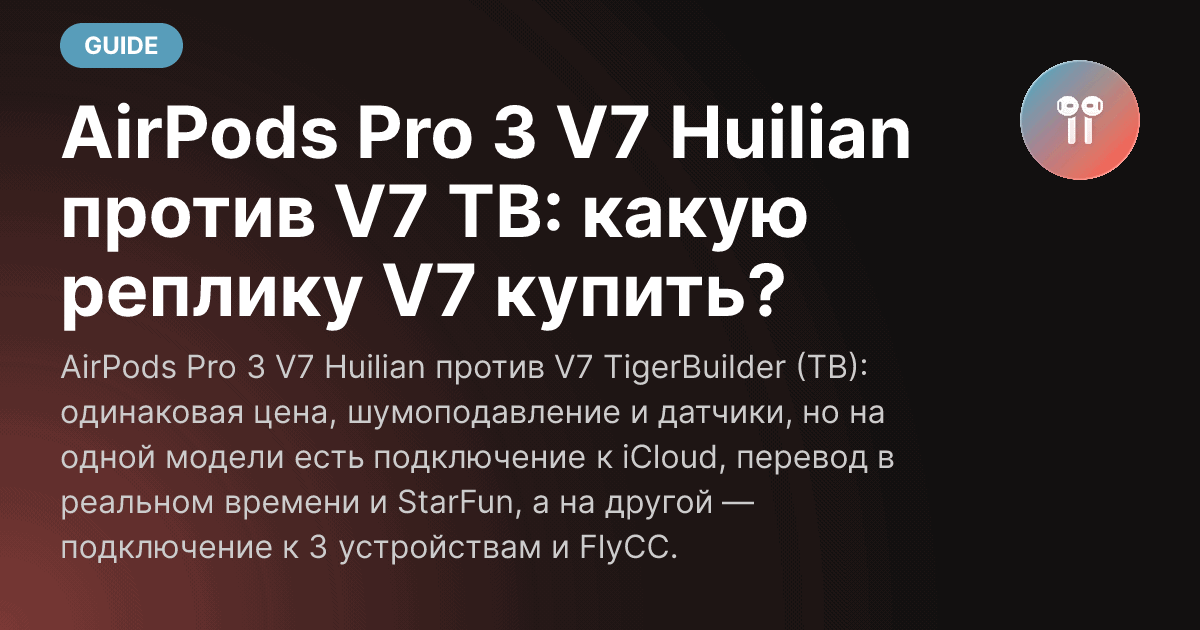 GUIDE
AirPods Pro 3 V7 Huilian
против V7 TB: какую
реплику V7 купить?
AirPods Pro 3 V7 Huilian против V7 TigerBuilder (TB):
одинаковая цена, шумоподавление и датчики, но на
одной модели есть подключение к iCloud, перевод в
реальном времени и StarFun, а на другой —
подключение к 3 устройствам и FlyCC.